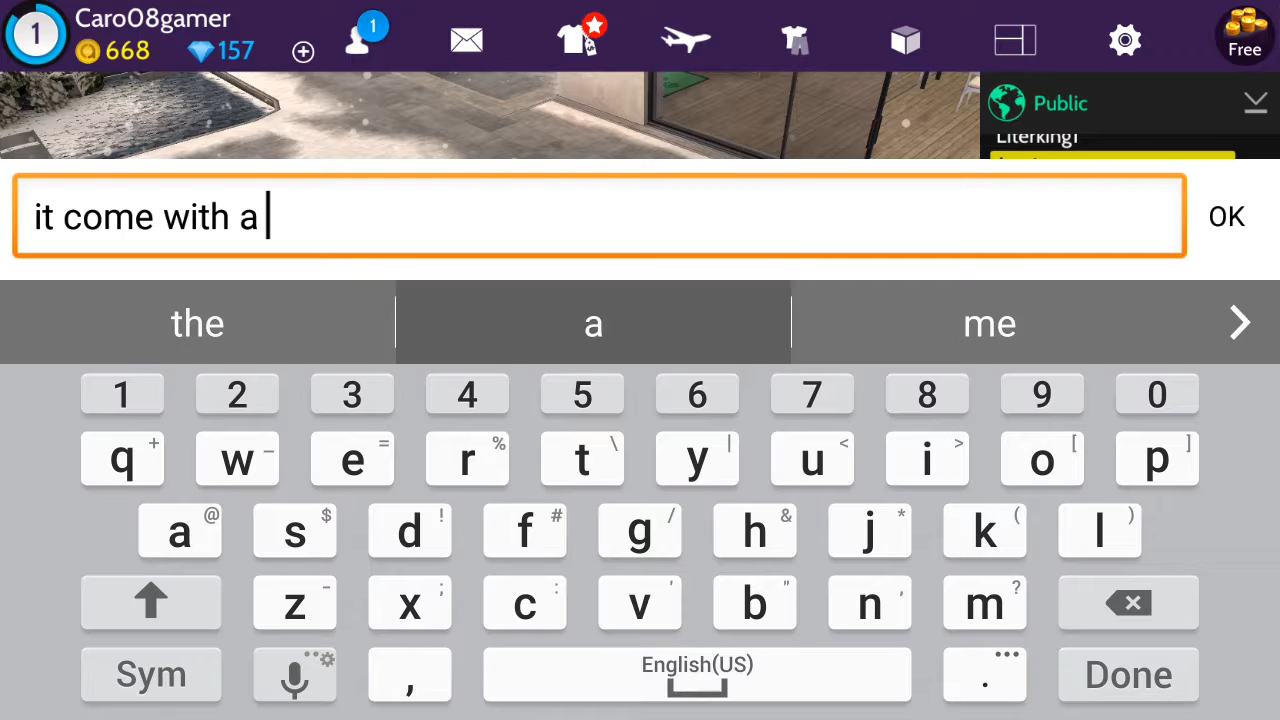 1 Caro08gamer 1 Free
668 157
Public
Literking1
it come with a OK
the a me
1 2 3 4 5 6 7 8 9 0
q + w - e = r % t \ y | u < i > o [ p ]
a @ s $ d ! f # g / h & j * k ( l )
z - x ; c : v ' b " n , m ?
Sym , English(US) . Done